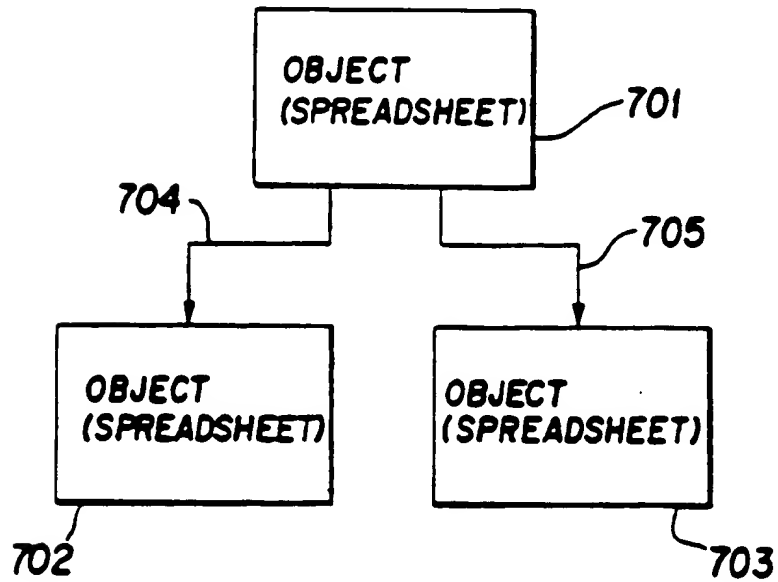 OBJECT
(SPREADSHEET)
701
704
705
OBJECT
(SPREADSHEET)
OBJECT
(SPREADSHEET)
702
703